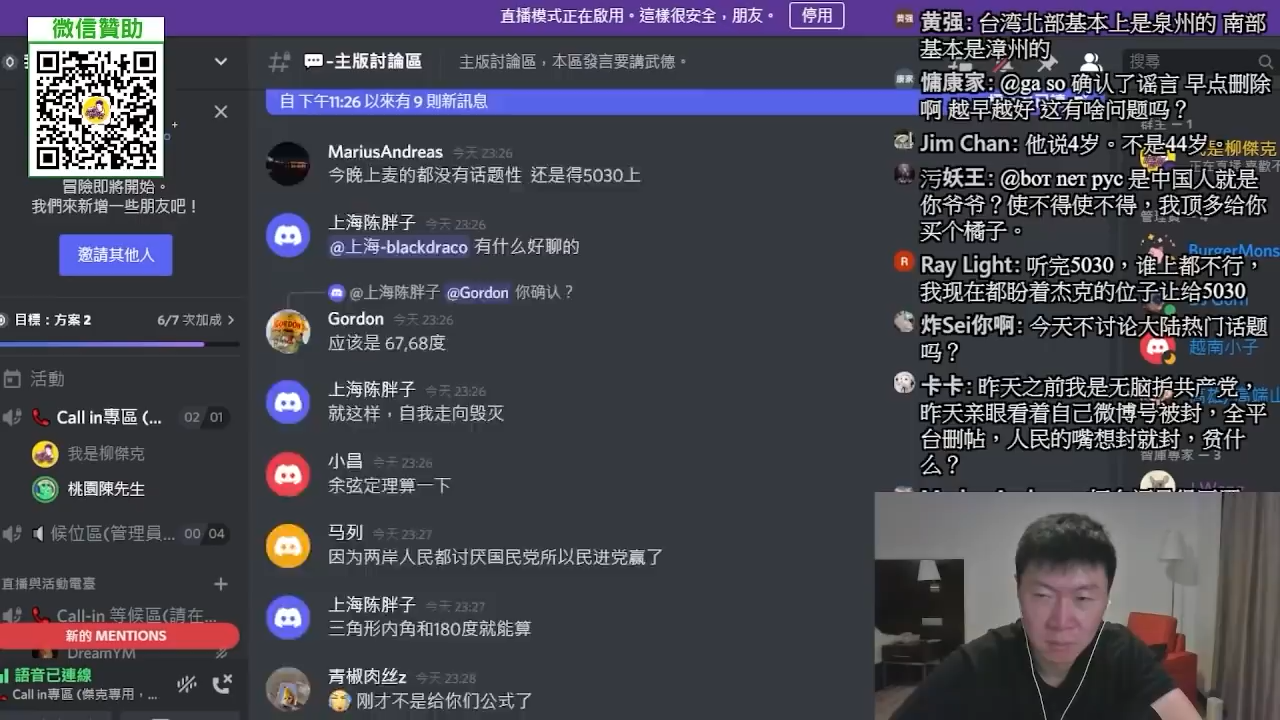 直播模式正在啟用。這樣很安全，朋友。
停用
微信贊助
💬-主版討論區
主版討論區，本區發言要講武德。
搜尋
自 下午11:26 以來有 9 則新訊息
冒險即將開始。
我們來新增一些朋友吧！
邀請其他人
目標：方案 2
6/7 次加成
活動
Call in專區 (...
02 01
我是柳傑克
桃園陳先生
候位區(管理員...
00 04
直播與活動電臺
Call-in 等候區(請在...
新的 MENTIONS
DreamYM
語音已連線
Call in專區 (傑克專用，...
MariusAndreas 今天 23:26
今晚上麦的都没有话题性 还是得5030上
上海陈胖子 今天 23:26
@上海-blackdraco 有什么好聊的
@上海陈胖子 @Gordon 你确认？
Gordon 今天 23:26
应该是 67,68度
上海陈胖子 今天 23:26
就这样，自我走向毁灭
小昌 今天 23:26
余弦定理算一下
马列 今天 23:27
因为两岸人民都讨厌国民党所以民进党赢了
上海陈胖子 今天 23:27
三角形内角和180度就能算
青椒肉丝z 今天 23:28
刚才不是给你们公式了
黄强: 台湾北部基本上是泉州的 南部
基本是漳州的
慵康家: @ga so 确认了谣言 早点删除
啊 越早越好 这有啥问题吗？
Jim Chan: 他说4岁。不是44岁
污妖王: @bот пет рус 是中国人就是
你爷爷？使不得使不得，我顶多给你
买个橘子。
Ray Light: 听完5030，谁上都不行，
我现在都盼着杰克的位子让给5030
炸Sei你啊: 今天不讨论大陆热门话题
吗？
卡卡: 昨天之前我是无脑护共产党，
昨天亲眼看着自己微博号被封，全平
台删帖，人民的嘴想封就封，贫什
么？
群主 — 1
我是柳傑克
BurgerMons
越南小子
智庫專家 — 3